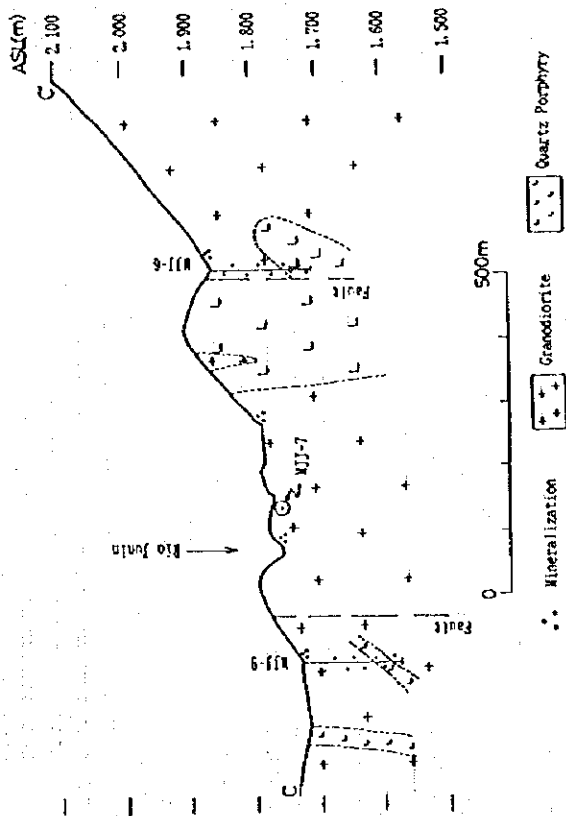 ASL(m)
C
2.100
2.000
1.900
1.800
1.700
1.600
1.500
MJJ-6
Fault
Rio Junin
MJJ-7
MJJ-9
Fault
C
0
500m
Mineralization
Granodiorite
Quartz Porphyry